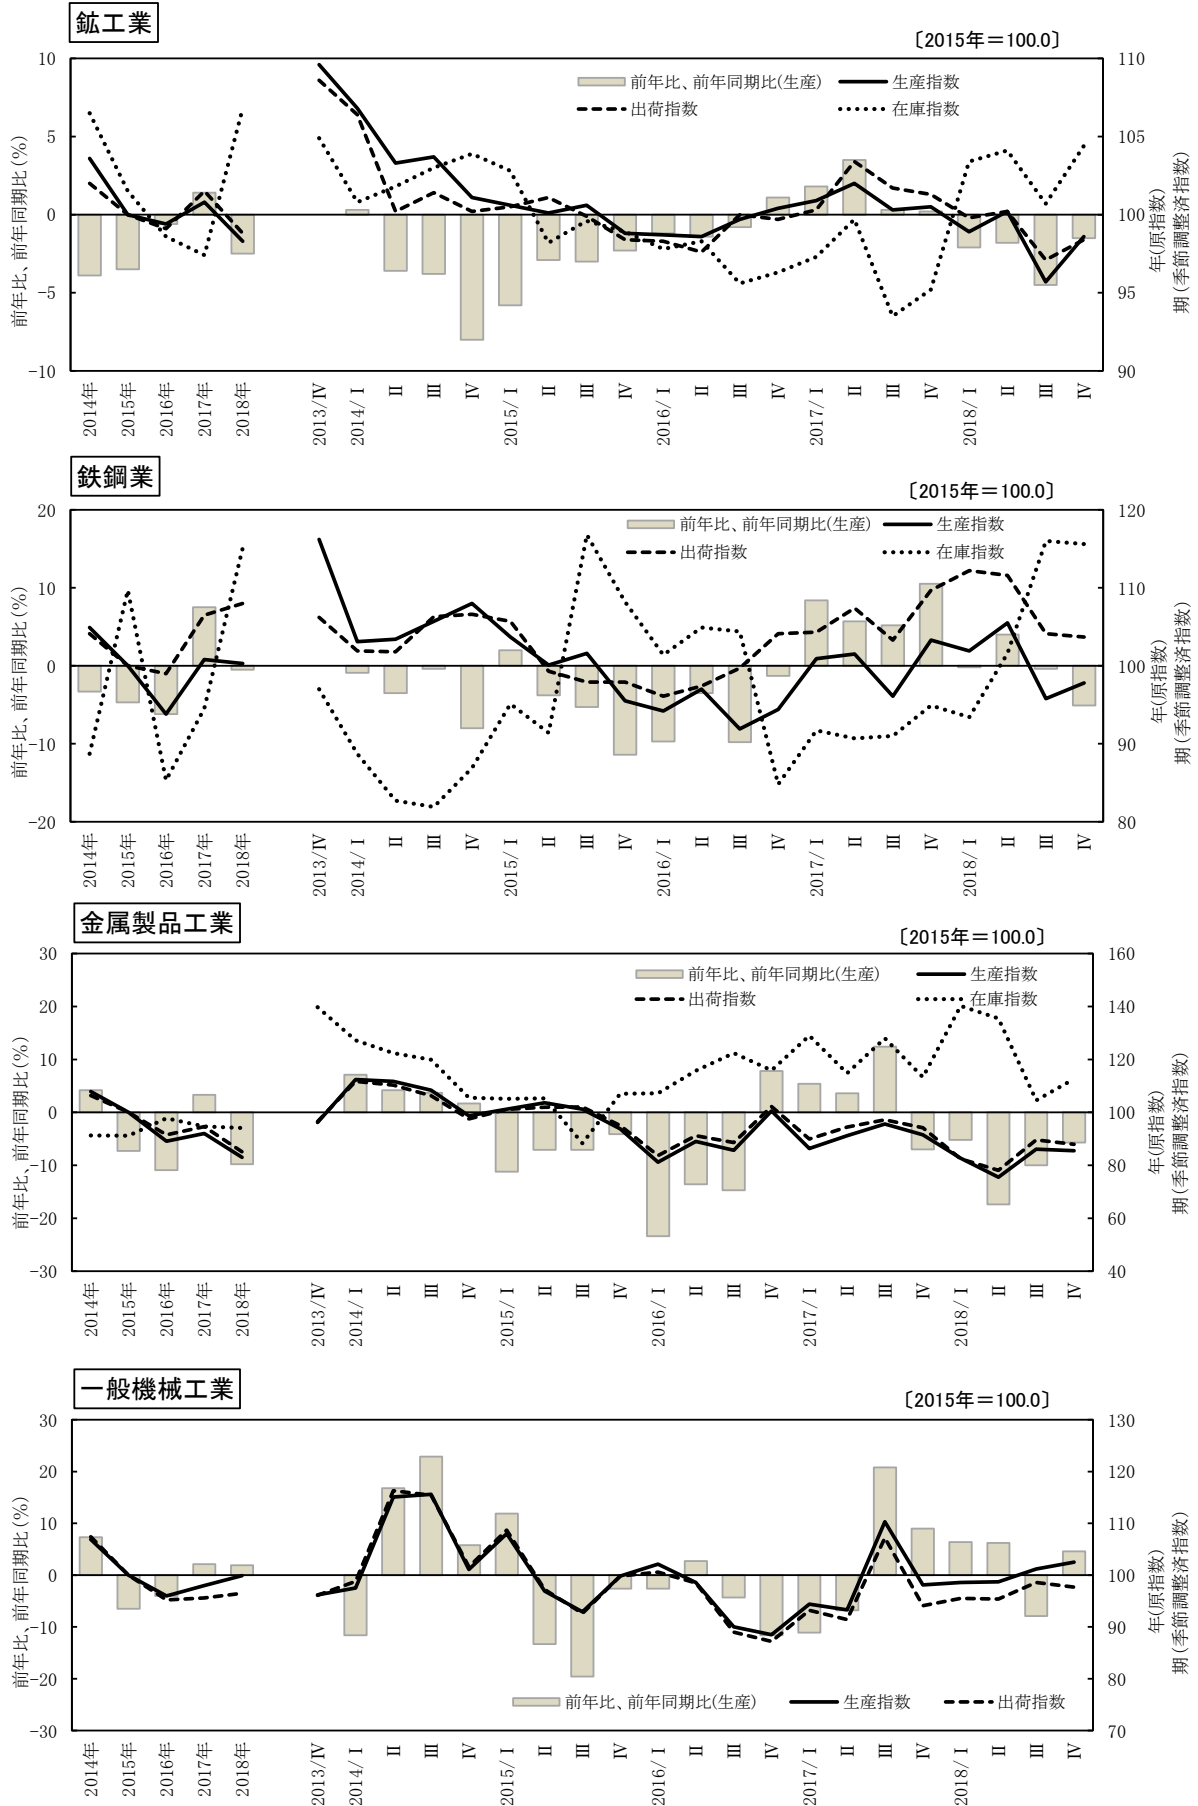 鉱工業
〔2015年＝100.0〕
前年比、前年同期比(生産)
生産指数
出荷指数
在庫指数
10
5
0
−5
−10
110
105
100
95
90
前年比、前年同期比(%)
年(原指数)
期(季節調整済指数)
2014年 2015年 2016年 2017年 2018年 2013/Ⅳ 2014/Ⅰ Ⅱ Ⅲ Ⅳ 2015/Ⅰ Ⅱ Ⅲ Ⅳ 2016/Ⅰ Ⅱ Ⅲ Ⅳ 2017/Ⅰ Ⅱ Ⅲ Ⅳ 2018/Ⅰ Ⅱ Ⅲ Ⅳ
鉄鋼業
〔2015年＝100.0〕
前年比、前年同期比(生産)
生産指数
出荷指数
在庫指数
20
10
0
−10
−20
120
110
100
90
80
前年比、前年同期比(%)
年(原指数)
期(季節調整済指数)
2014年 2015年 2016年 2017年 2018年 2013/Ⅳ 2014/Ⅰ Ⅱ Ⅲ Ⅳ 2015/Ⅰ Ⅱ Ⅲ Ⅳ 2016/Ⅰ Ⅱ Ⅲ Ⅳ 2017/Ⅰ Ⅱ Ⅲ Ⅳ 2018/Ⅰ Ⅱ Ⅲ Ⅳ
金属製品工業
〔2015年＝100.0〕
前年比、前年同期比(生産)
生産指数
出荷指数
在庫指数
30
20
10
0
−10
−20
−30
160
140
120
100
80
60
40
前年比、前年同期比(%)
年(原指数)
期(季節調整済指数)
2014年 2015年 2016年 2017年 2018年 2013/Ⅳ 2014/Ⅰ Ⅱ Ⅲ Ⅳ 2015/Ⅰ Ⅱ Ⅲ Ⅳ 2016/Ⅰ Ⅱ Ⅲ Ⅳ 2017/Ⅰ Ⅱ Ⅲ Ⅳ 2018/Ⅰ Ⅱ Ⅲ Ⅳ
一般機械工業
〔2015年＝100.0〕
30
20
10
0
−10
−20
−30
130
120
110
100
90
80
70
前年比、前年同期比(%)
年(原指数)
期(季節調整済指数)
前年比、前年同期比(生産)
生産指数
出荷指数
2014年 2015年 2016年 2017年 2018年 2013/Ⅳ 2014/Ⅰ Ⅱ Ⅲ Ⅳ 2015/Ⅰ Ⅱ Ⅲ Ⅳ 2016/Ⅰ Ⅱ Ⅲ Ⅳ 2017/Ⅰ Ⅱ Ⅲ Ⅳ 2018/Ⅰ Ⅱ Ⅲ Ⅳ